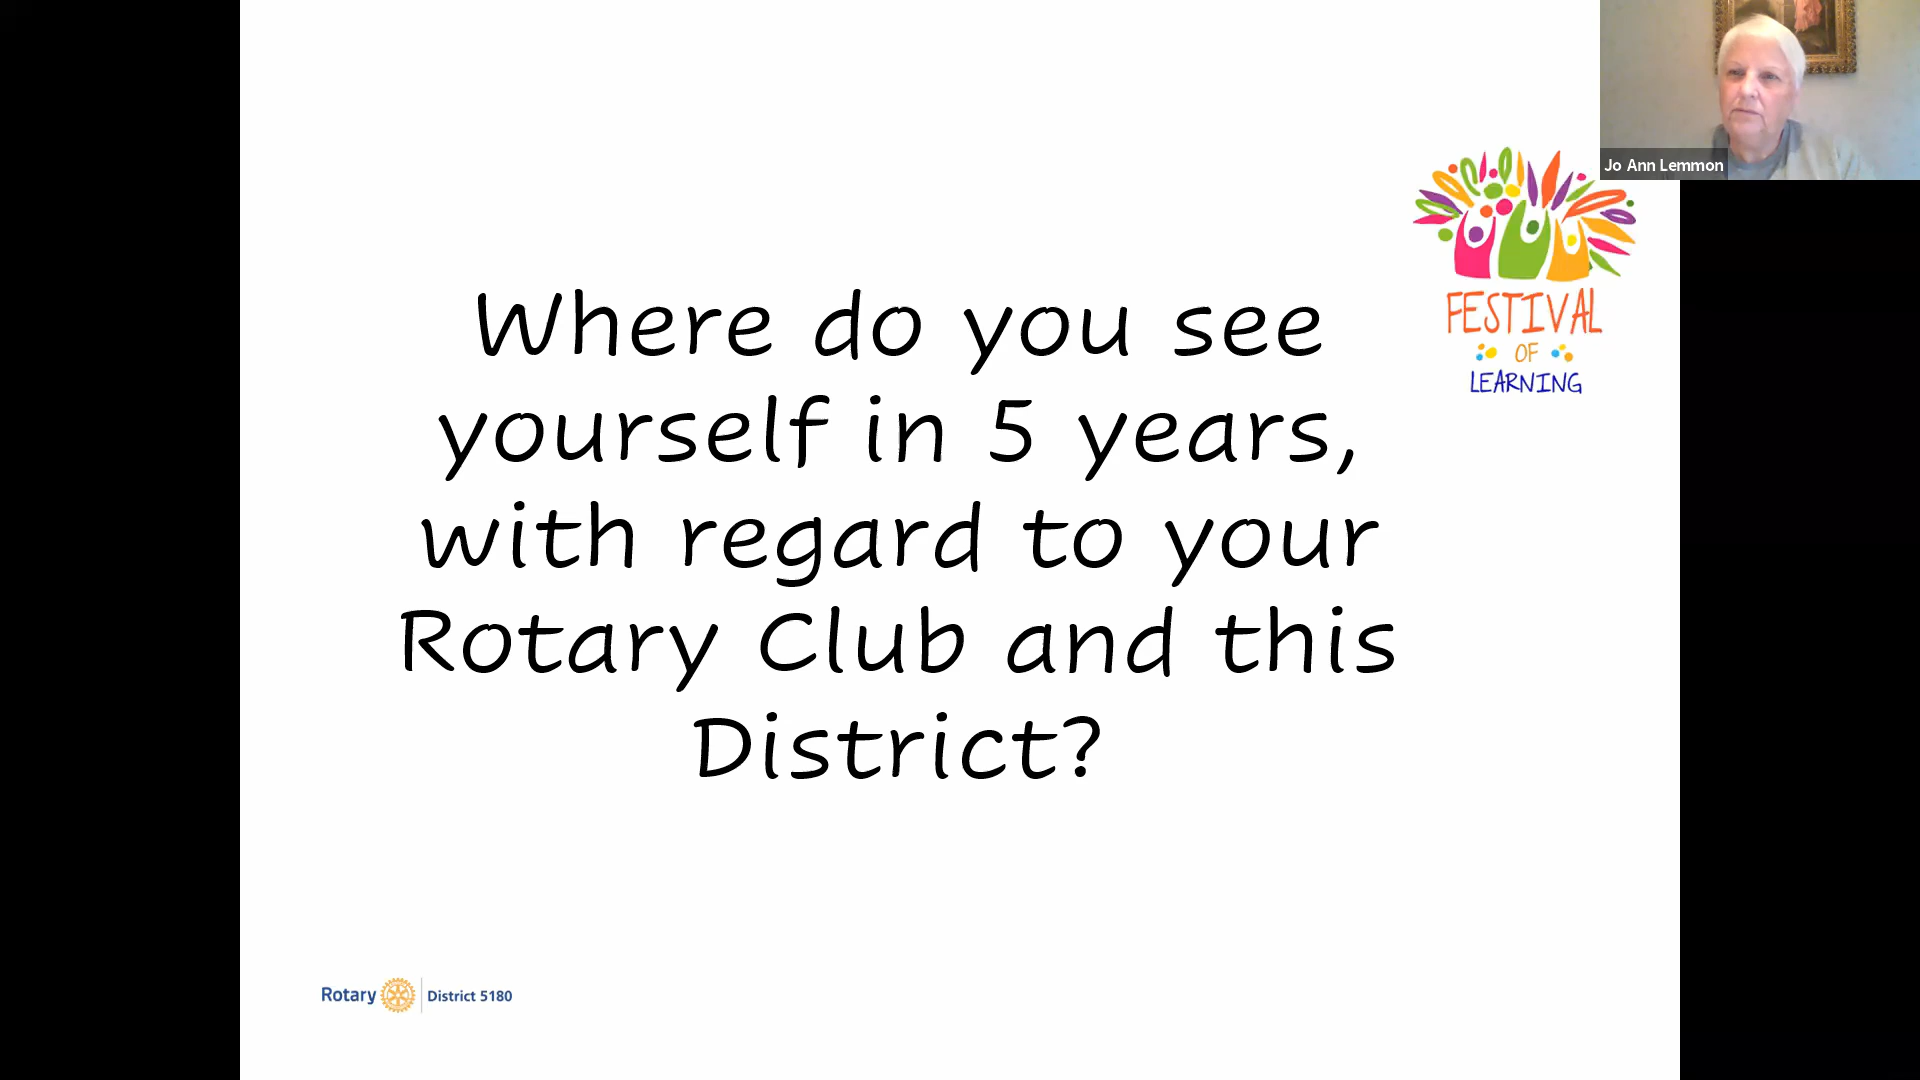 Jo Ann Lemmon
FESTIVAL
OF
LEARNING
Where do you see
yourself in 5 years,
with regard to your
Rotary Club and this
District?
Rotary District 5180